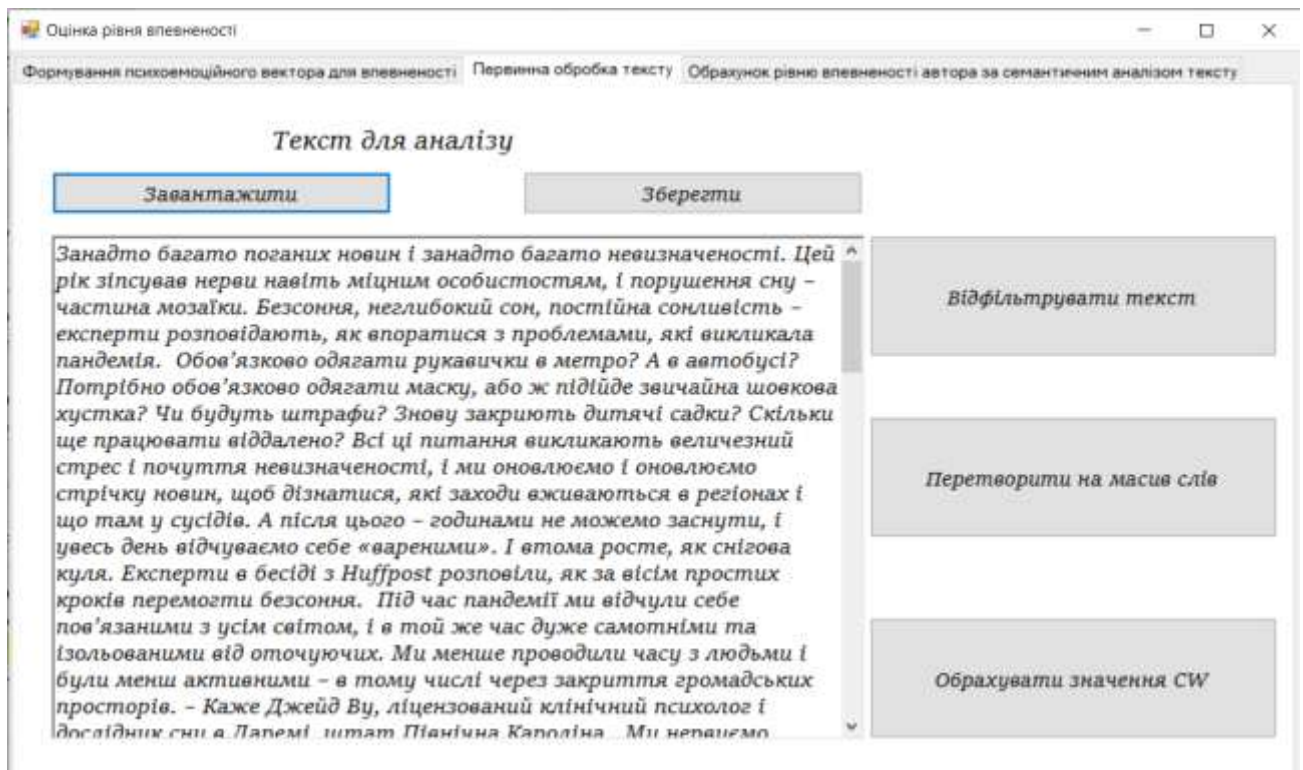 Оцінка рівня впевненості
Формування психоемоційного вектора для впевненості Первинна обробка тексту Обрахунок рівню впевненості автора за семантичним аналізом тексту
Текст для аналізу
Завантажити
Зберегти
Занадто багато поганих новин і занадто багато невизначеності. Цей
рік зіпсував нерви навіть міцним особистостям, і порушення сну –
частина мозаїки. Безсоння, неглибокий сон, постійна сонливість –
експерти розповідають, як впоратися з проблемами, які викликала
пандемія.  Обов’язково одягати рукавички в метро? А в автобусі?
Потрібно обов’язково одягати маску, або ж підійде звичайна шовкова
хустка? Чи будуть штрафи? Знову закриють дитячі садки? Скільки
ще працювати віддалено? Всі ці питання викликають величезний
стрес і почуття невизначеності, і ми оновлюємо і оновлюємо
стрічку новин, щоб дізнатися, які заходи вживаються в регіонах і
що там у сусідів. А після цього – годинами не можемо заснути, і
увесь день відчуваємо себе «вареними». І втома росте, як снігова
куля. Експерти в бесіді з Huffpost розповіли, як за вісім простих
кроків перемогти безсоння.  Під час пандемії ми відчули себе
пов’язаними з усім світом, і в той же час дуже самотніми та
ізольованими від оточуючих. Ми менше проводили часу з людьми і
були менш активними – в тому числі через закриття громадських
просторів. – Каже Джейд Ву, ліцензований клінічний психолог і
дослідник сну в Даремі, штат Північна Кароліна.  Ми нервуємо
Відфільтрувати текст
Перетворити на масив слів
Обрахувати значення CW